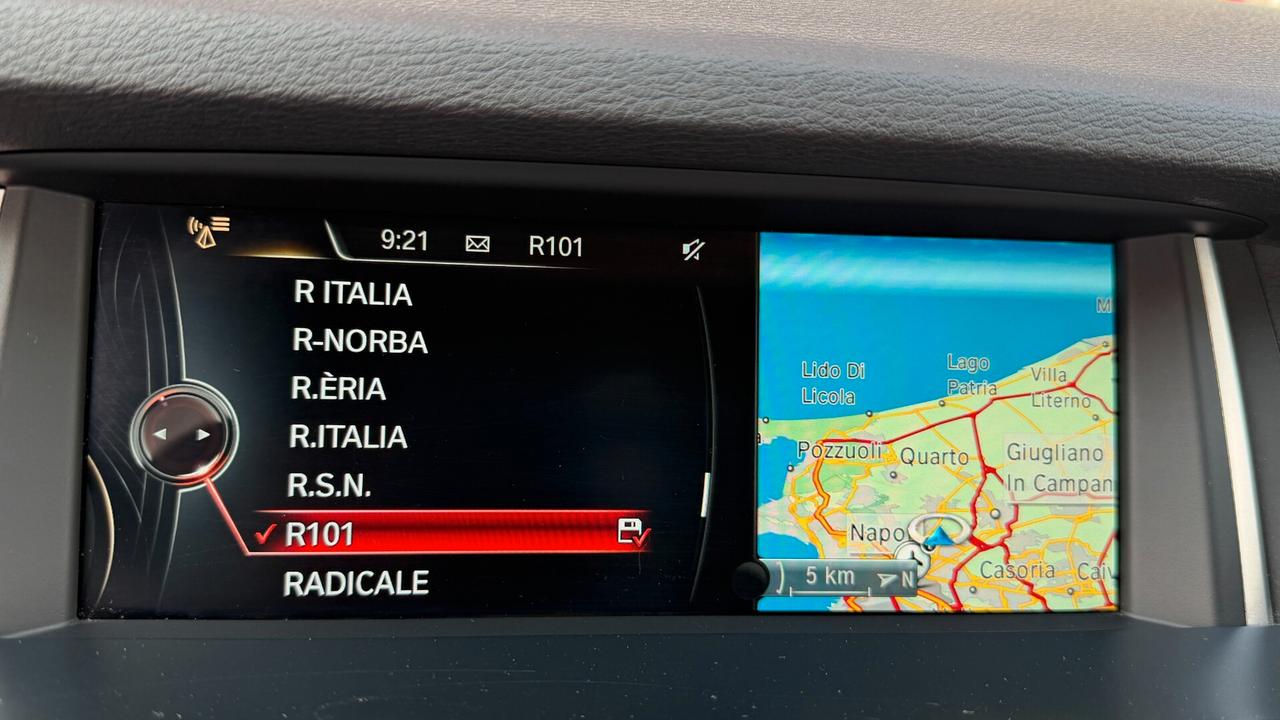 9:21 R101
R ITALIA
R-NORBA
R.ÈRIA
R.ITALIA
R.S.N.
R101
RADICALE
M
Lido Di
Licola
Lago
Patria
Villa
Literno
Pozzuoli
Quarto
Giugliano
In Campan
Napo
Casoria
Caiv
5 km
N